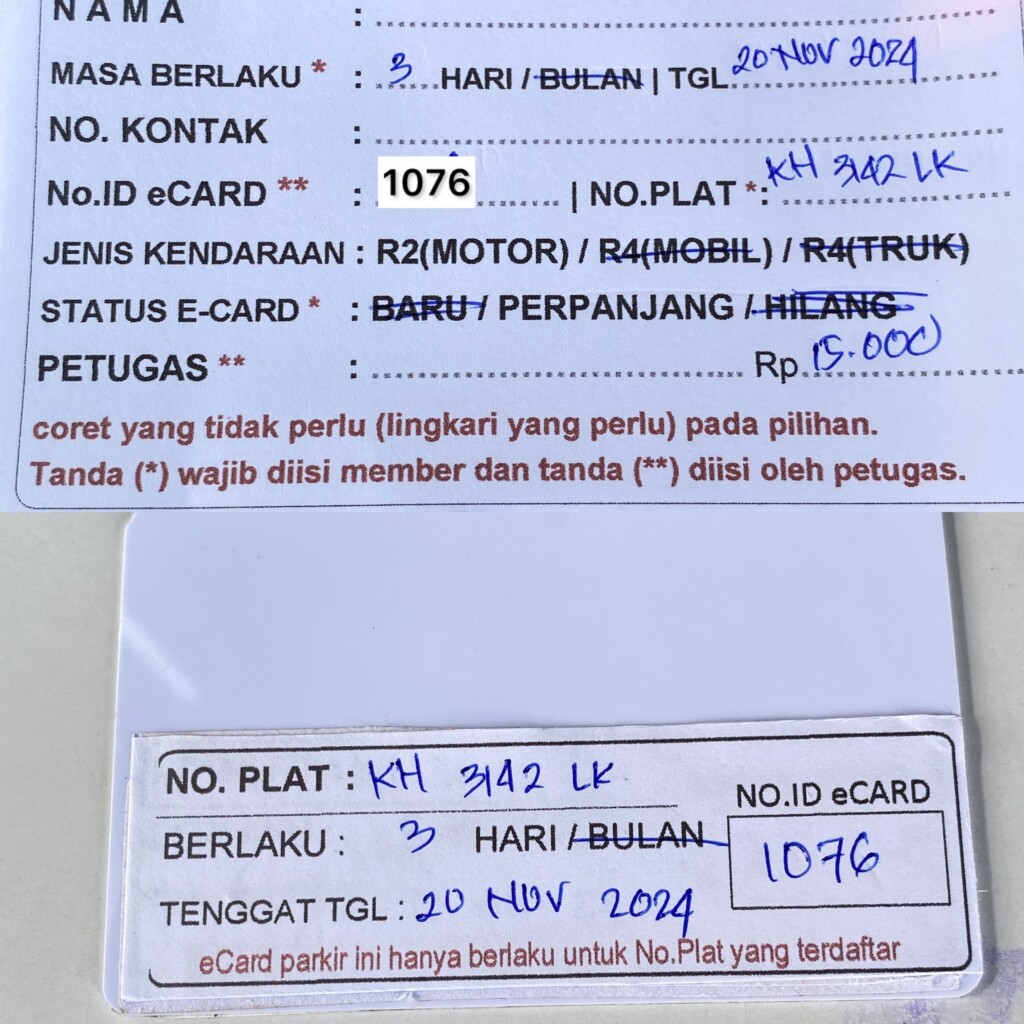 NAMA :
MASA BERLAKU * : 3 HARI / BULAN | TGL 20 NOV 2024
NO. KONTAK :
No.ID eCARD ** : 1076 | NO.PLAT *: KH 3142 LK
JENIS KENDARAAN : R2(MOTOR) / R4(MOBIL) / R4(TRUK)
STATUS E-CARD * : BARU / PERPANJANG / HILANG
PETUGAS ** : Rp. 15.000
coret yang tidak perlu (lingkari yang perlu) pada pilihan.
Tanda (*) wajib diisi member dan tanda (**) diisi oleh petugas.
NO. PLAT : KH 3142 LK
NO.ID eCARD
BERLAKU : 3 HARI / BULAN
1076
TENGGAT TGL : 20 NOV 2024
eCard parkir ini hanya berlaku untuk No.Plat yang terdaftar